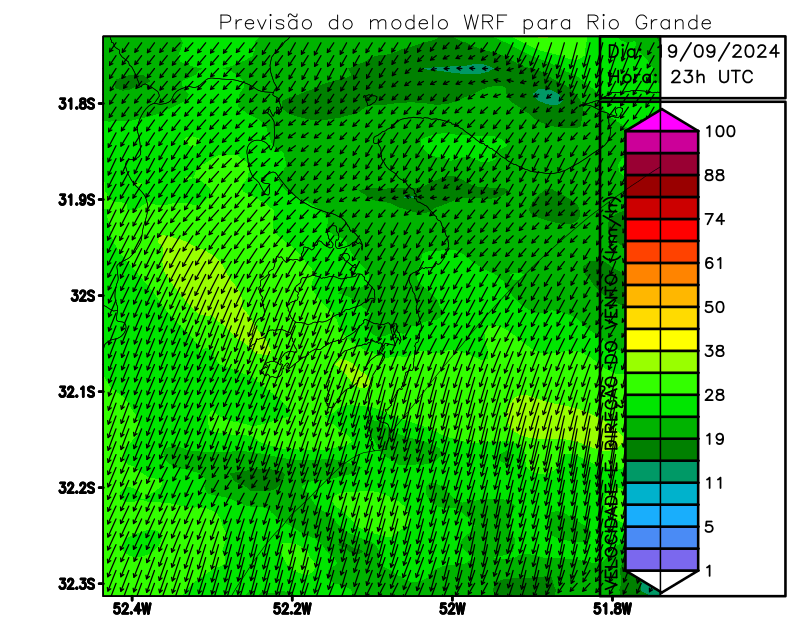 Previsão do modelo WRF para Rio Grande
Dia: 19/09/2024
Hora: 23h UTC
31.8S
31.9S
32S
32.1S
32.2S
32.3S
52.4W
52.2W
52W
51.8W
VELOCIDADE E DIREÇÃO DO VENTO (km/h)
100
88
74
61
50
38
28
19
11
5
1